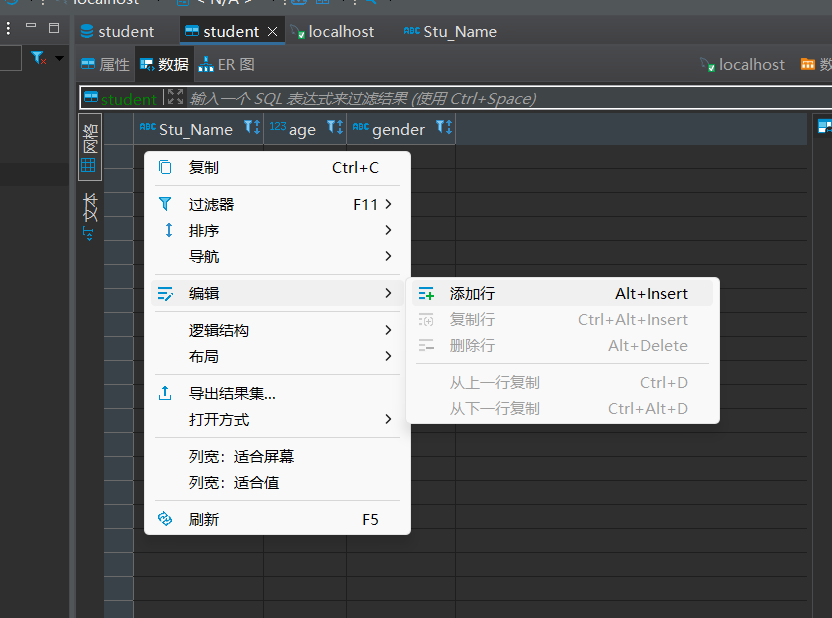 localhost < N/A >
student student localhost ABC Stu_Name
属性 数据 ER 图 localhost 数
student 输入一个 SQL 表达式来过滤结果 (使用 Ctrl+Space)
网格
文本
ABC Stu_Name 123 age ABC gender
复制 Ctrl+C
过滤器 F11
排序
导航
编辑
添加行 Alt+Insert
复制行 Ctrl+Alt+Insert
删除行 Alt+Delete
从上一行复制 Ctrl+D
从下一行复制 Ctrl+Alt+D
逻辑结构
布局
导出结果集...
打开方式
列宽：适合屏幕
列宽：适合值
刷新 F5